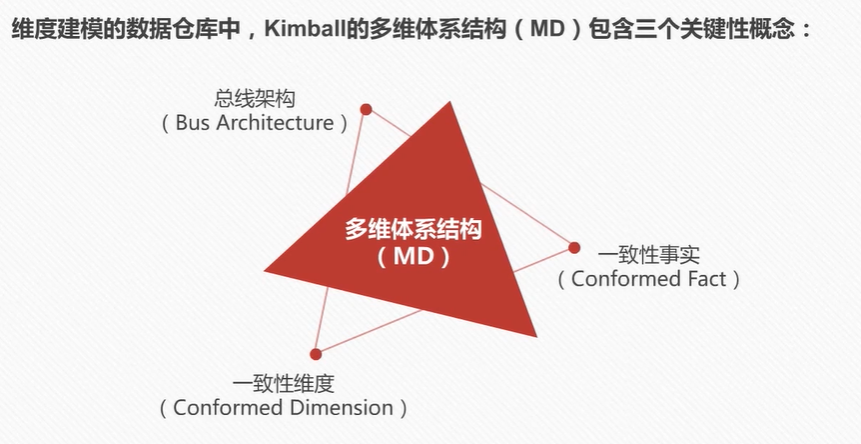 维度建模的数据仓库中，Kimball的多维体系结构（MD）包含三个关键性概念：
总线架构
（Bus Architecture）
多维体系结构
（MD）
一致性事实
（Conformed Fact）
一致性维度
（Conformed Dimension）